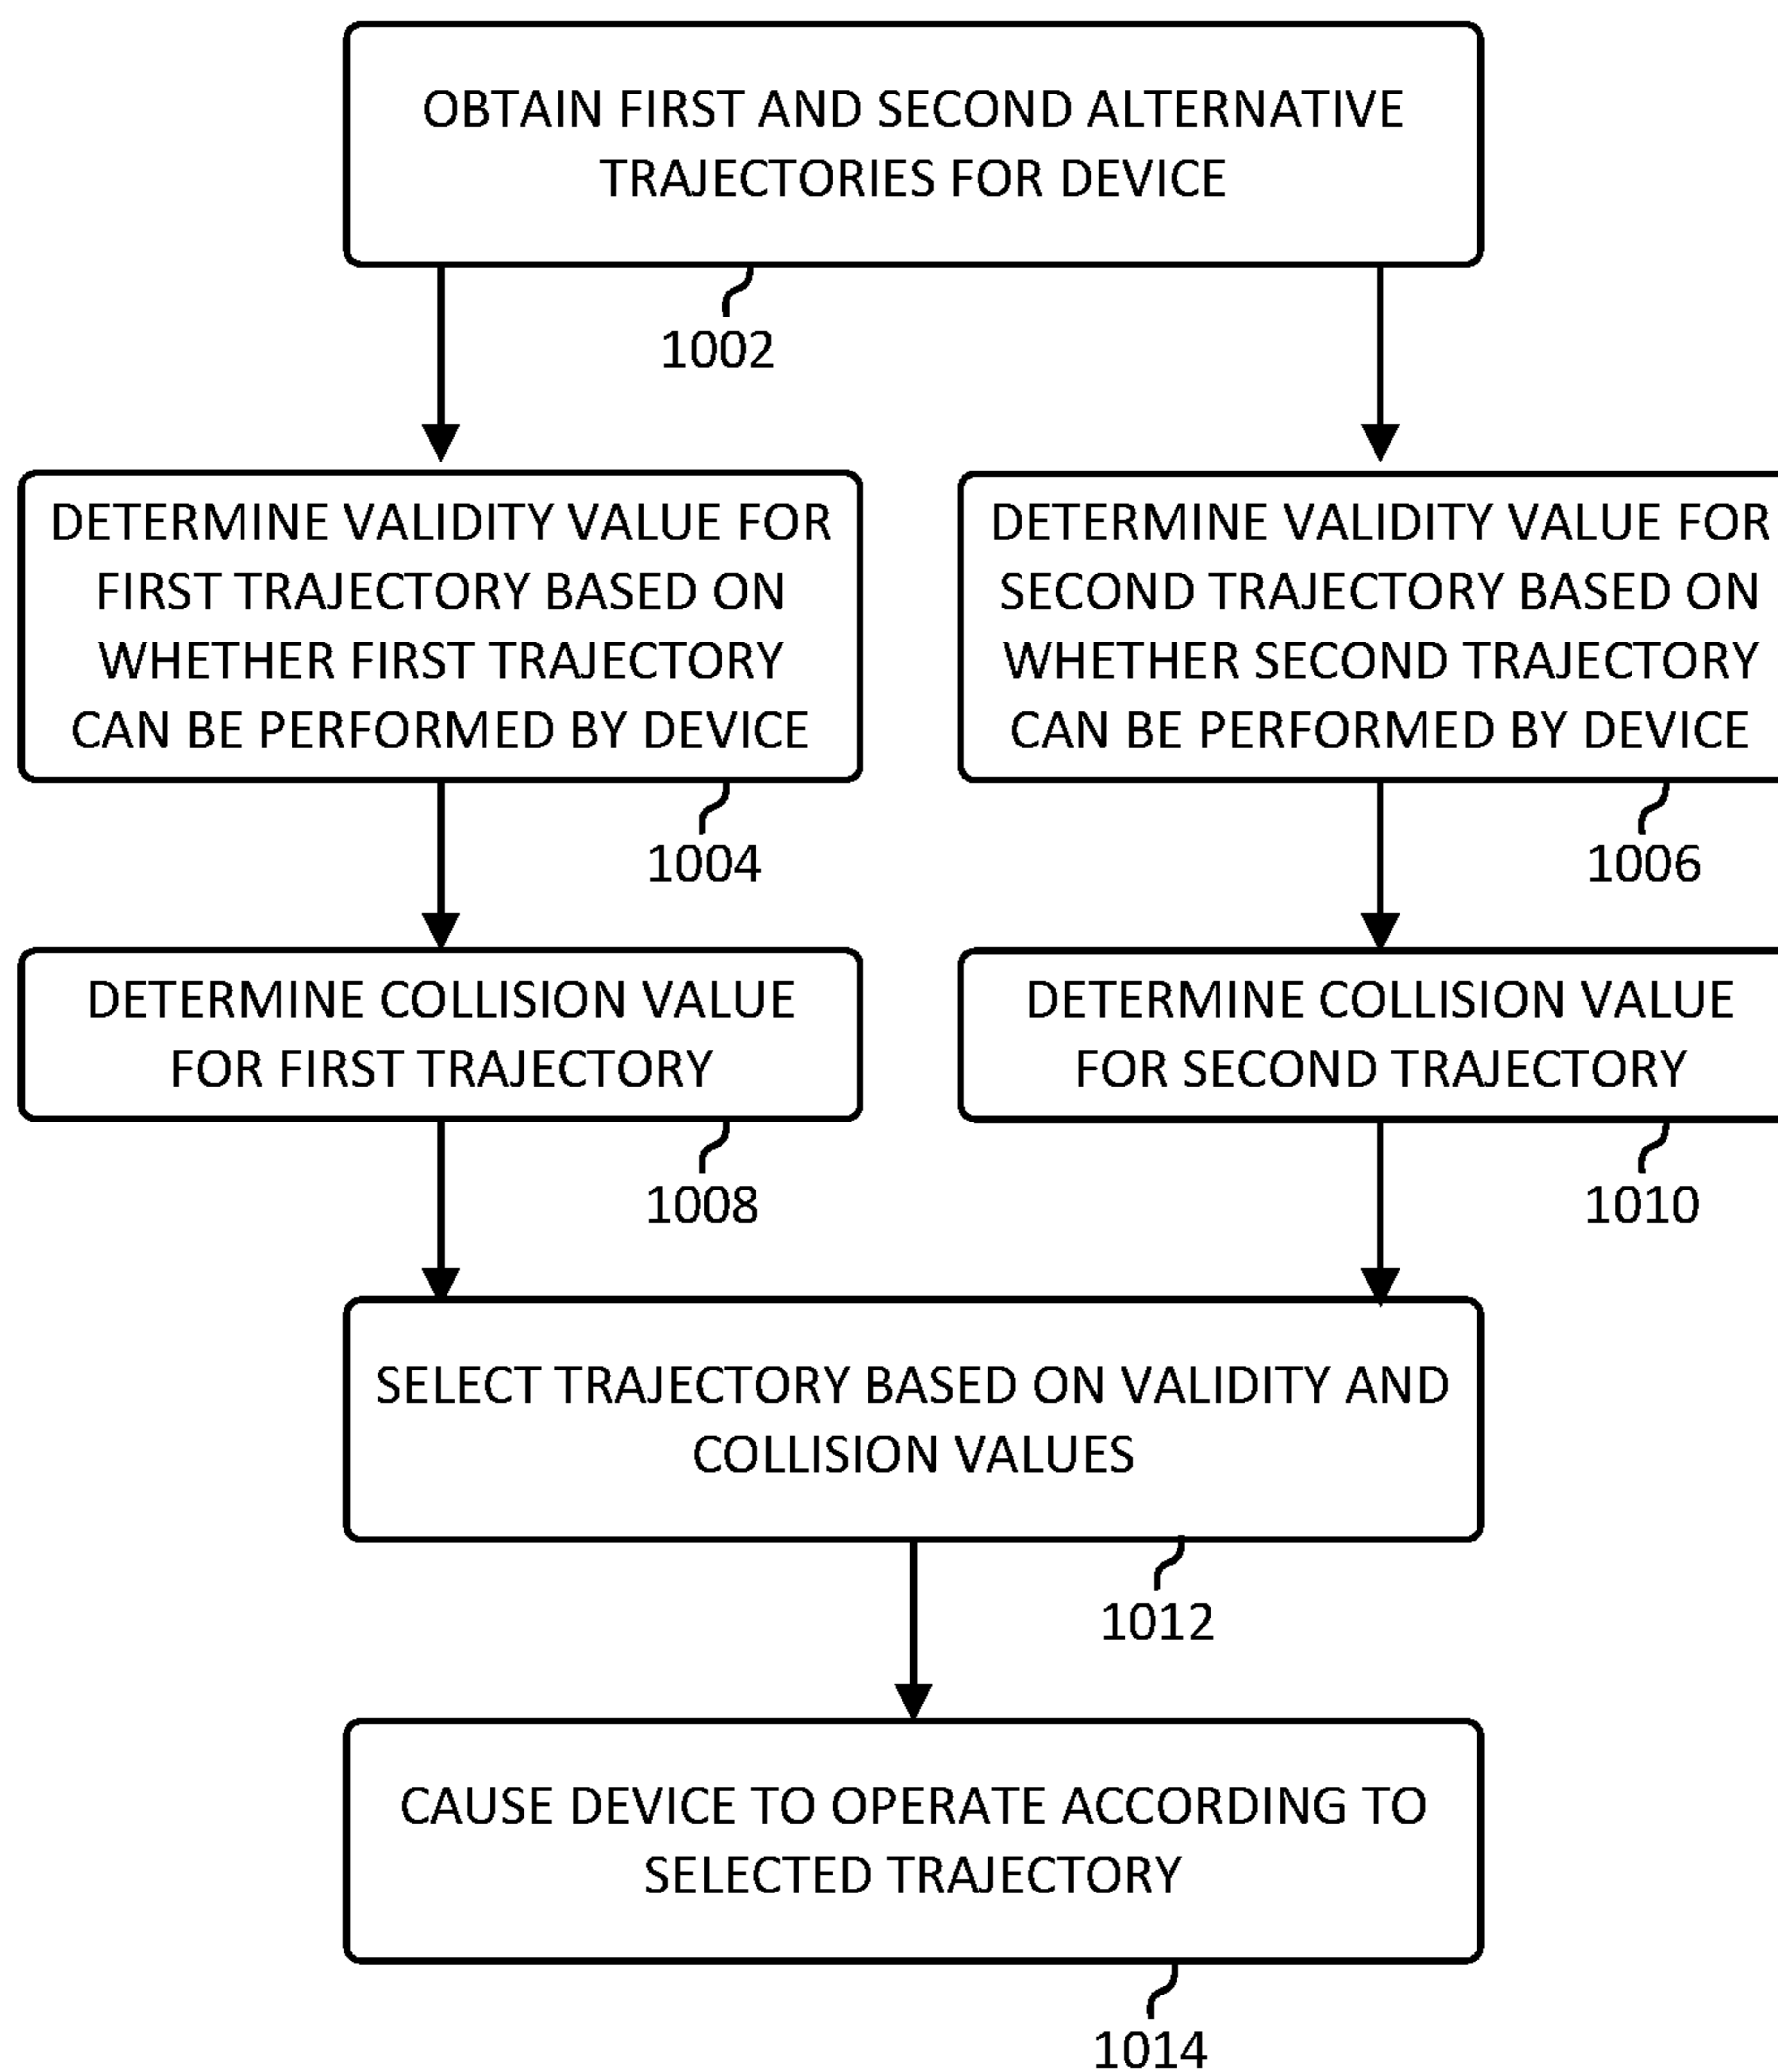 OBTAIN FIRST AND SECOND ALTERNATIVE
TRAJECTORIES FOR DEVICE
1002
DETERMINE VALIDITY VALUE FOR
FIRST TRAJECTORY BASED ON
WHETHER FIRST TRAJECTORY
CAN BE PERFORMED BY DEVICE
1004
DETERMINE VALIDITY VALUE FOR
SECOND TRAJECTORY BASED ON
WHETHER SECOND TRAJECTORY
CAN BE PERFORMED BY DEVICE
1006
DETERMINE COLLISION VALUE
FOR FIRST TRAJECTORY
1008
DETERMINE COLLISION VALUE
FOR SECOND TRAJECTORY
1010
SELECT TRAJECTORY BASED ON VALIDITY AND
COLLISION VALUES
1012
CAUSE DEVICE TO OPERATE ACCORDING TO
SELECTED TRAJECTORY
1014